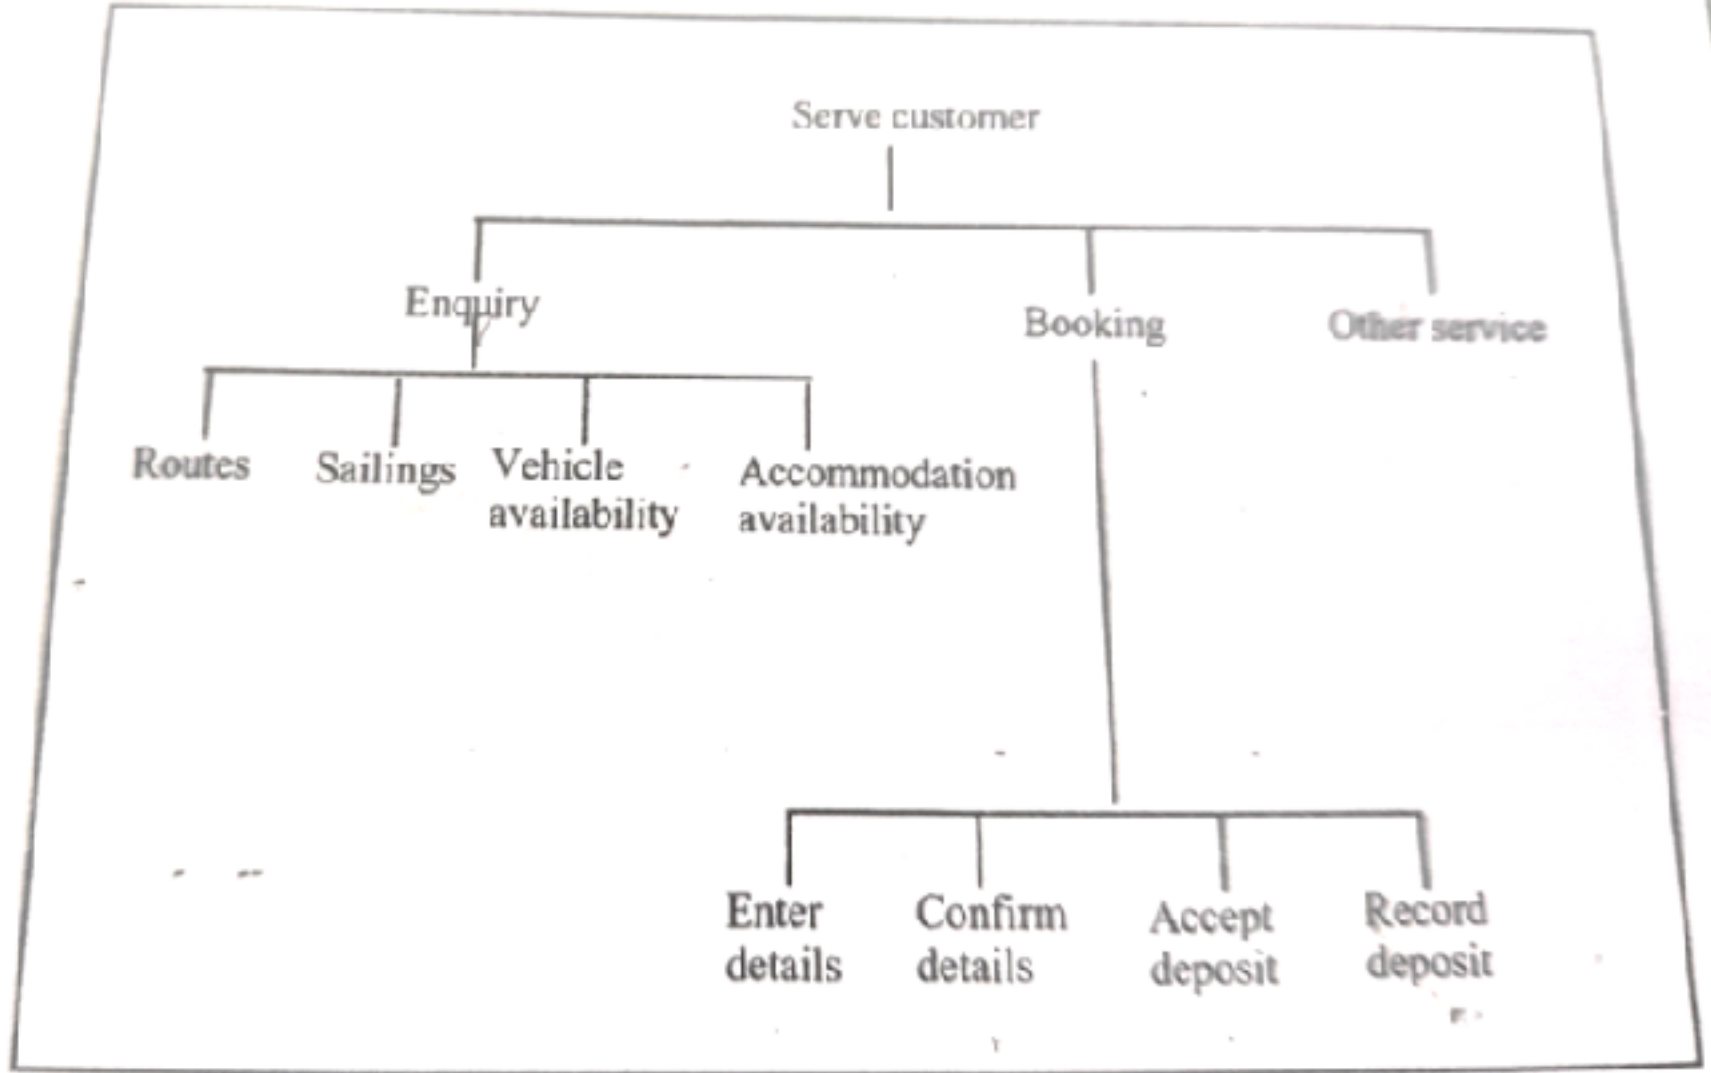 Serve customer
Enquiry
Booking
Other service
Routes
Sailings
Vehicle
availability
Accommodation
availability
Enter
details
Confirm
details
Accept
deposit
Record
deposit